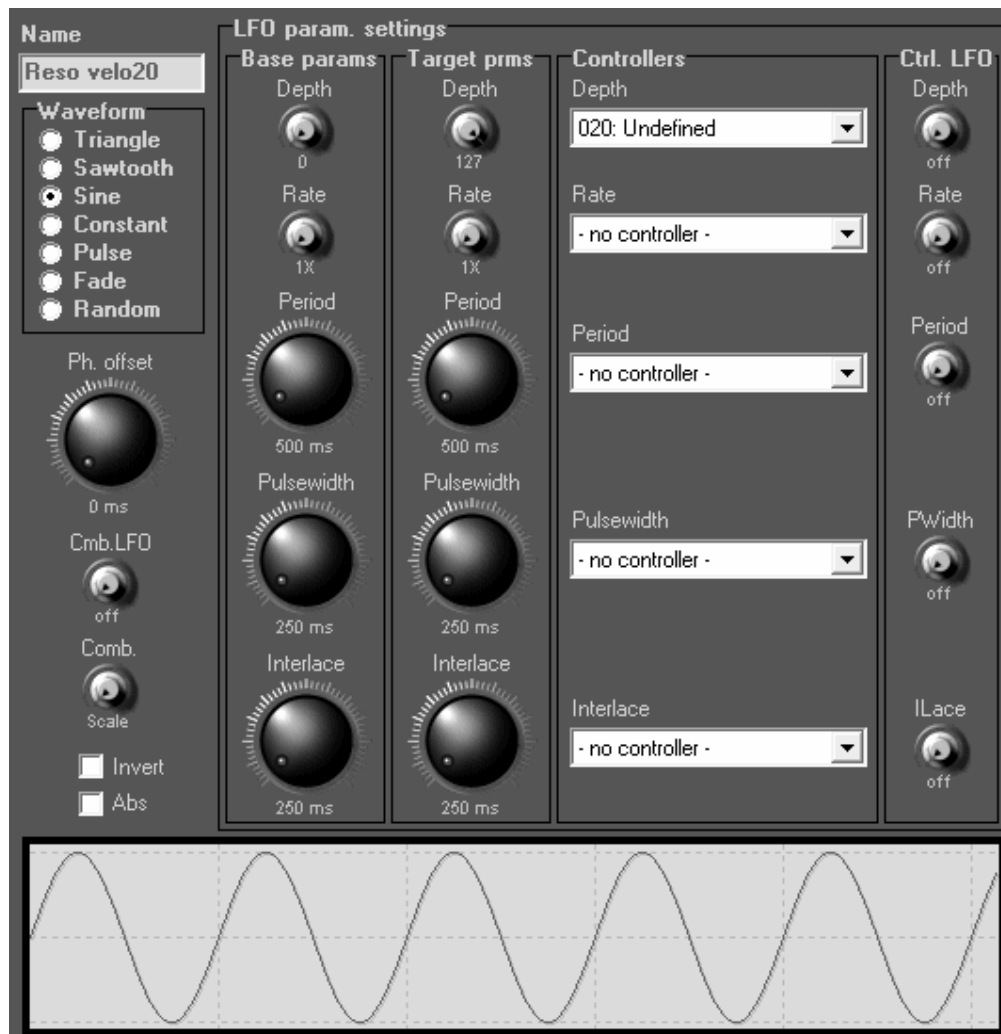 Name
Reso velo20
Waveform
Triangle
Sawtooth
Sine
Constant
Pulse
Fade
Random
Ph. offset
0 ms
Cmb.LFO
off
Comb.
Scale
Invert
Abs
LFO param. settings
Base params
Depth
0
Rate
1X
Period
500 ms
Pulsewidth
250 ms
Interlace
250 ms
Target prms
Depth
127
Rate
1X
Period
500 ms
Pulsewidth
250 ms
Interlace
250 ms
Controllers
Depth
020: Undefined
Rate
- no controller -
Period
- no controller -
Pulsewidth
- no controller -
Interlace
- no controller -
Ctrl. LFO
Depth
off
Rate
off
Period
off
PWidth
off
ILace
off